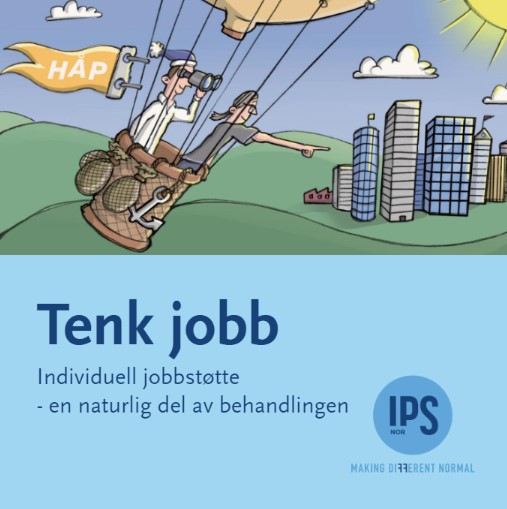 HÅP
Tenk jobb
Individuell jobbstøtte
- en naturlig del av behandlingen
IPS
NOR
MAKING DIFFERENT NORMAL